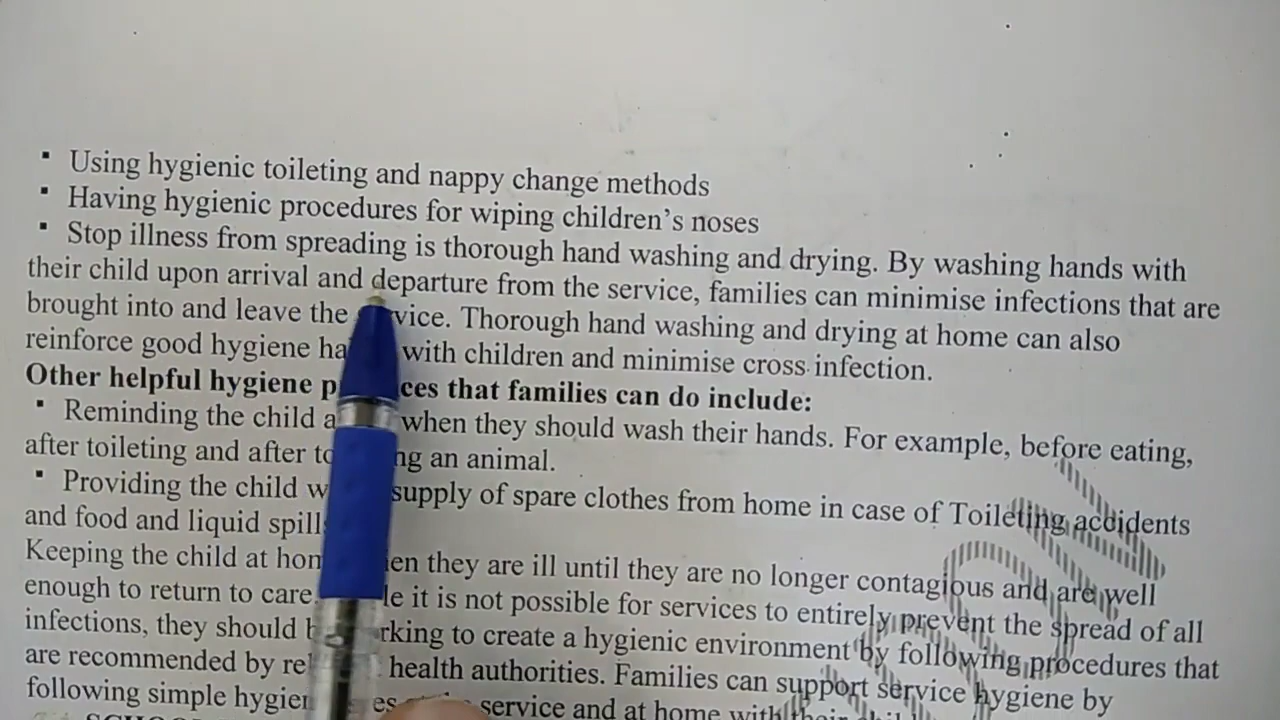 ▪ Using hygienic toileting and nappy change methods
▪ Having hygienic procedures for wiping children's noses
▪ Stop illness from spreading is thorough hand washing and drying. By washing hands with
their child upon arrival and departure from the service, families can minimise infections that are
brought into and leave the vice. Thorough hand washing and drying at home can also
reinforce good hygiene ha with children and minimise cross infection.
Other helpful hygiene p ces that families can do include:
▪ Reminding the child a when they should wash their hands. For example, before eating,
after toileting and after to ng an animal.
▪ Providing the child w supply of spare clothes from home in case of Toileting accidents
and food and liquid spill
Keeping the child at hom en they are ill until they are no longer contagious and are well
enough to return to care le it is not possible for services to entirely prevent the spread of all
infections, they should b rking to create a hygienic environment by following procedures that
are recommended by rel health authorities. Families can support service hygiene by
following simple hygien es service and at home with their